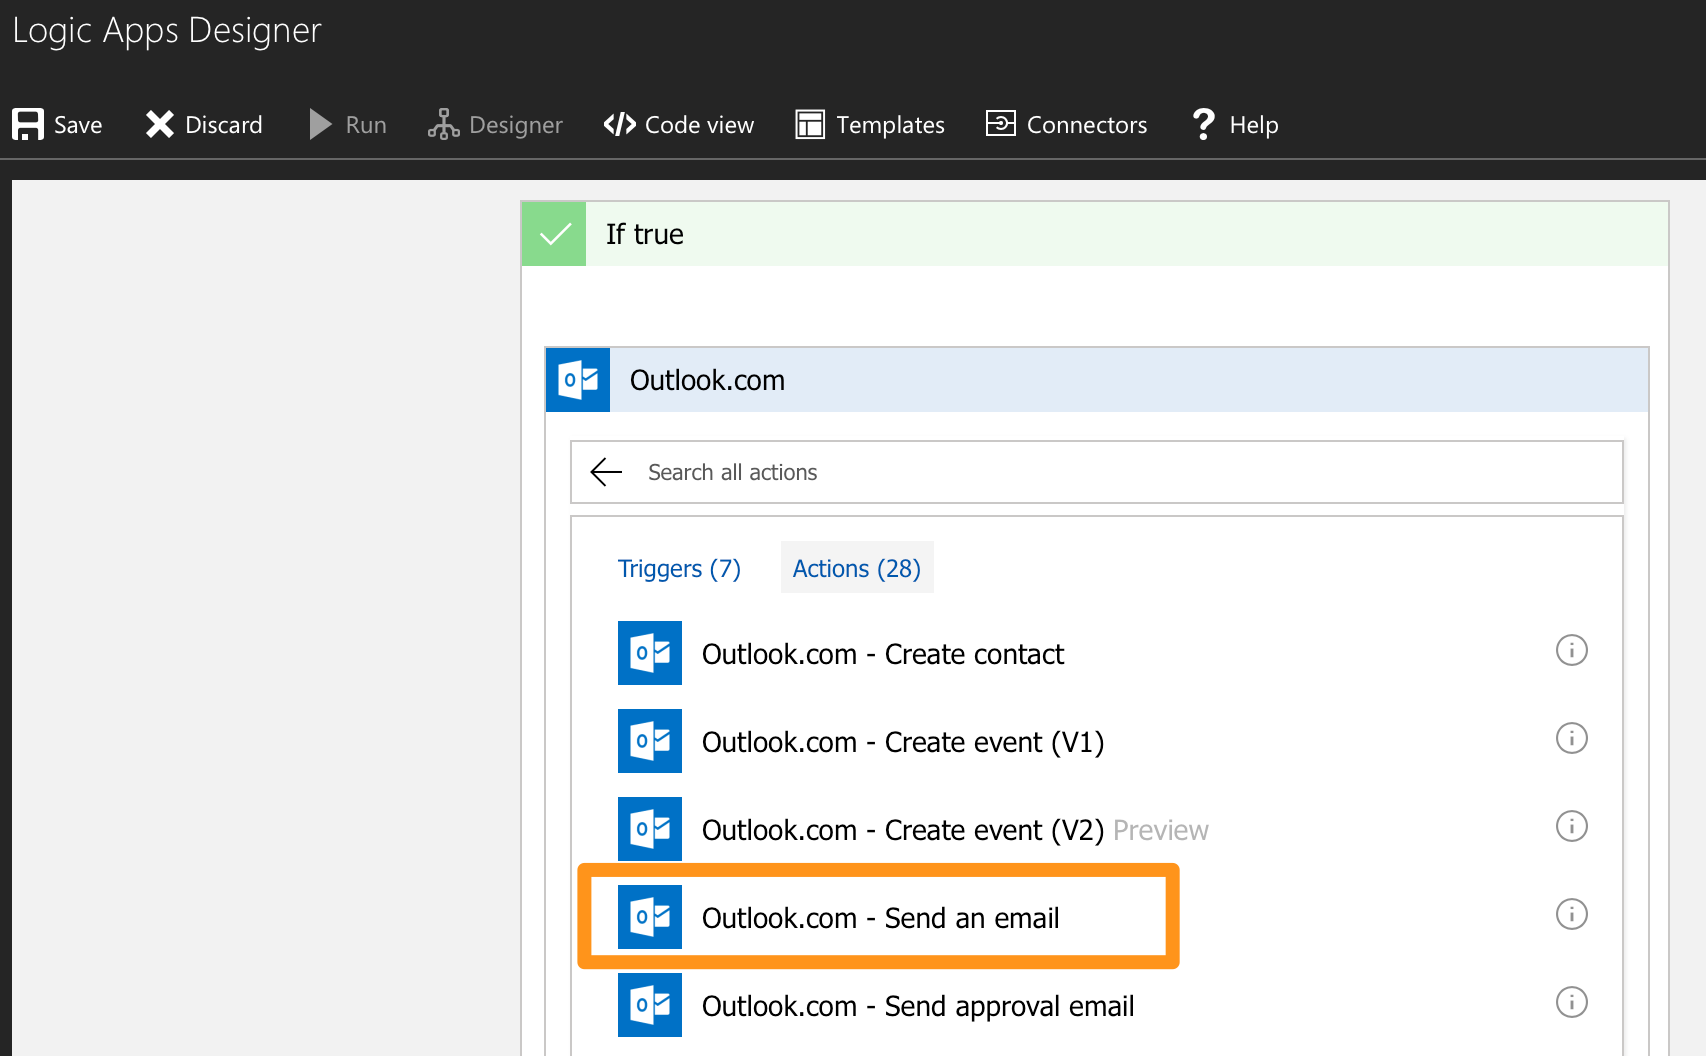 Logic Apps Designer
Save Discard Run Designer Code view Templates Connectors Help
If true
Outlook.com
Search all actions
Triggers (7) Actions (28)
Outlook.com - Create contact
Outlook.com - Create event (V1)
Outlook.com - Create event (V2) Preview
Outlook.com - Send an email
Outlook.com - Send approval email